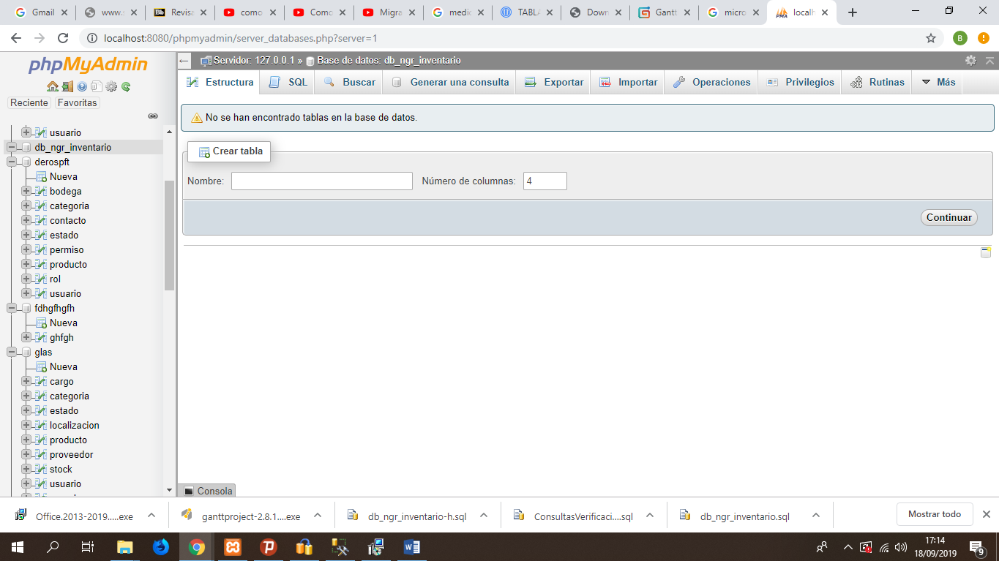 Gmail
www.s
Revisa
como
Como
Migra
medic
TABLA
Down
Gantt
micro
localh
localhost:8080/phpmyadmin/server_databases.php?server=1
B
phpMyAdmin
Reciente
Favoritas
usuario
db_ngr_inventario
derospft
Nueva
bodega
categoria
contacto
estado
permiso
producto
rol
usuario
fdhgfhgfh
Nueva
ghfgh
glas
Nueva
cargo
categoria
estado
localizacion
producto
proveedor
stock
usuario
Servidor: 127.0.0.1 » Base de datos: db_ngr_inventario
Estructura
SQL
Buscar
Generar una consulta
Exportar
Importar
Operaciones
Privilegios
Rutinas
Más
No se han encontrado tablas en la base de datos.
Crear tabla
Nombre:
Número de columnas: 4
Continuar
Consola
Office.2013-2019.....exe
ganttproject-2.8.1....exe
db_ngr_inventario-h.sql
ConsultasVerificaci....sql
db_ngr_inventario.sql
Mostrar todo
17:14
18/09/2019
9